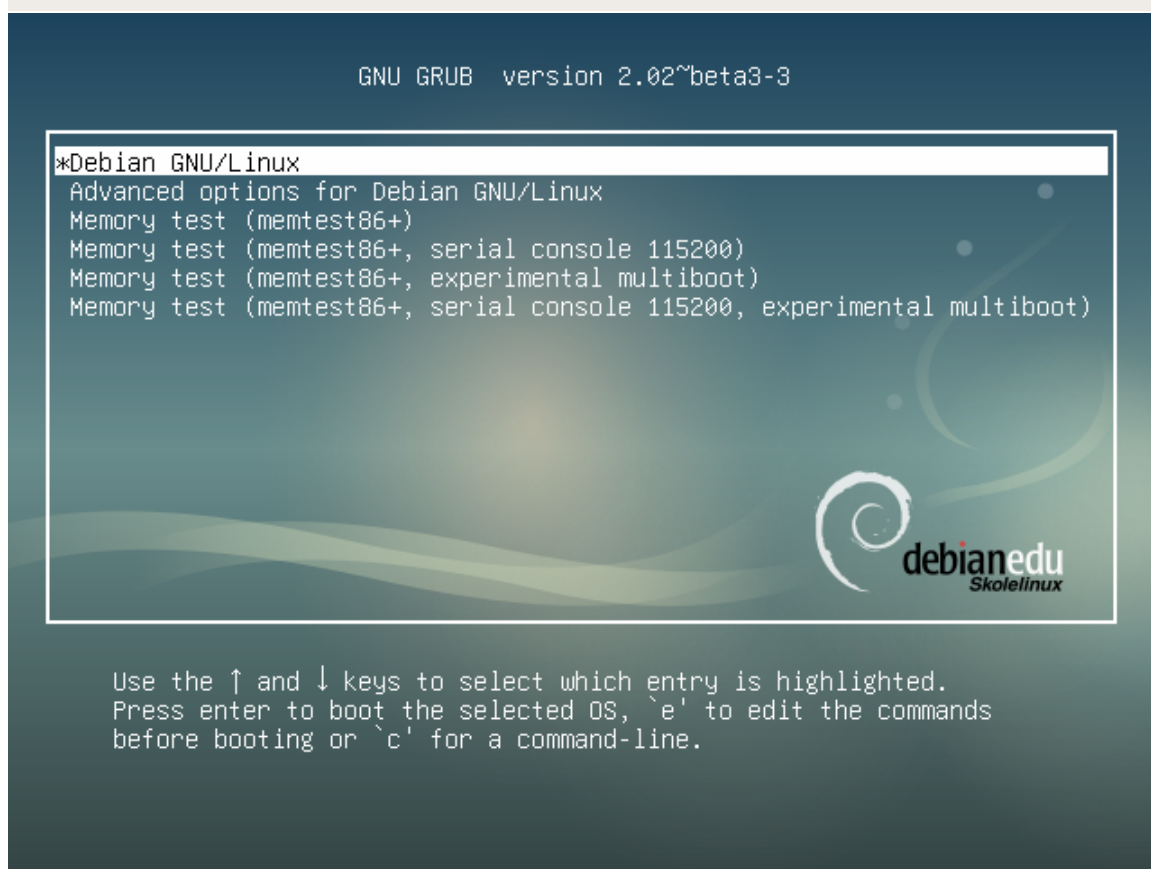 GNU GRUB  version 2.02~beta3-3
*Debian GNU/Linux
Advanced options for Debian GNU/Linux
Memory test (memtest86+)
Memory test (memtest86+, serial console 115200)
Memory test (memtest86+, experimental multiboot)
Memory test (memtest86+, serial console 115200, experimental multiboot)
debianedu
Skolelinux
Use the ↑ and ↓ keys to select which entry is highlighted.
Press enter to boot the selected OS, `e' to edit the commands
before booting or `c' for a command-line.